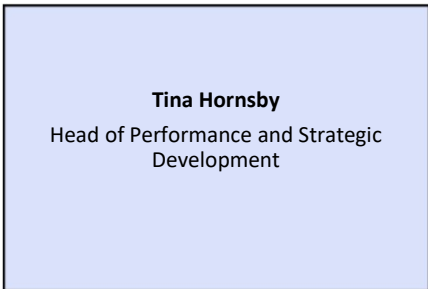 Tina Hornsby
Head of Performance and Strategic
Development